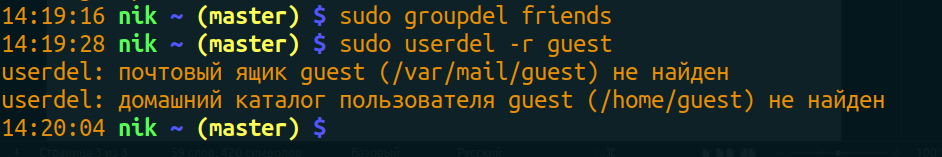 14:19:16 nik ~ (master) $ sudo groupdel friends
14:19:28 nik ~ (master) $ sudo userdel -r guest
userdel: почтовый ящик guest (/var/mail/guest) не найден
userdel: домашний каталог пользователя guest (/home/guest) не найден
14:20:04 nik ~ (master) $